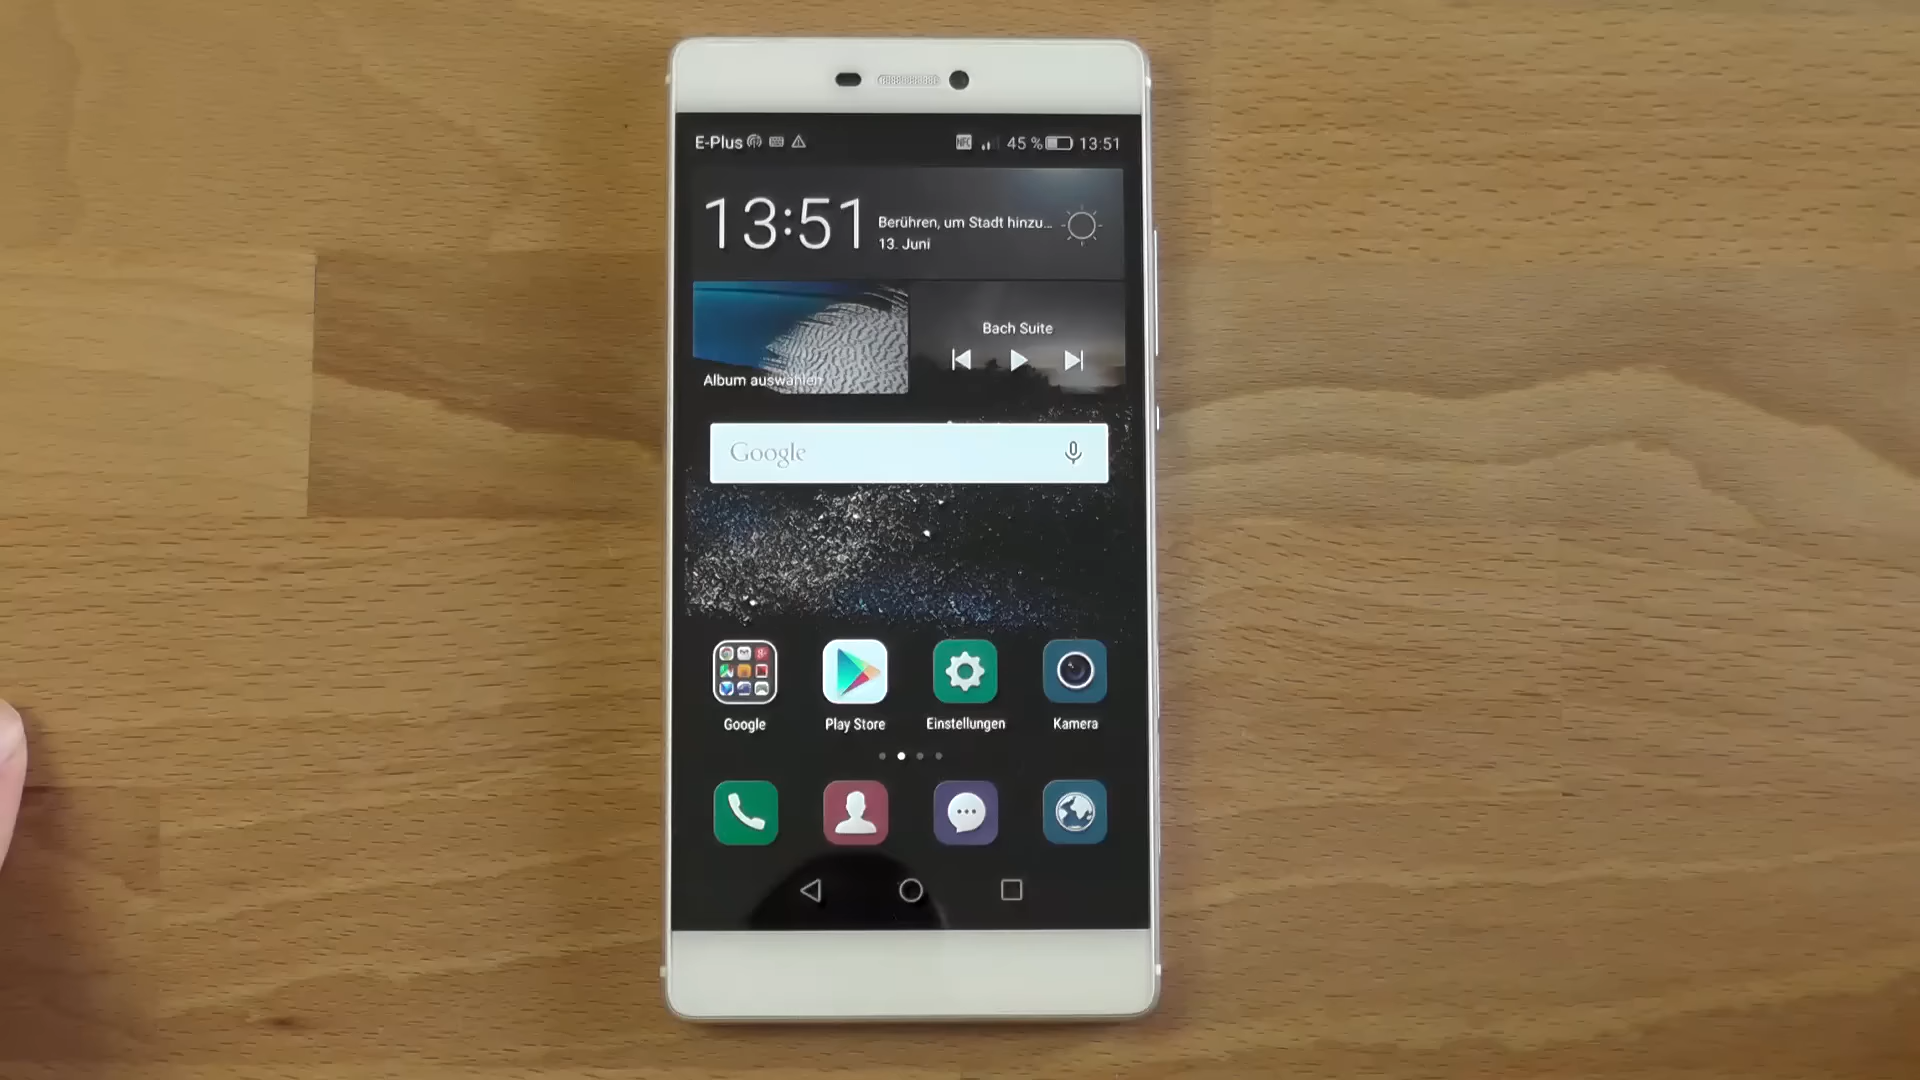 E-Plus NFC 45 % 13:51
13:51
Berühren, um Stadt hinzu...
13. Juni
Bach Suite
Album auswählen
Google
Google Play Store Einstellungen Kamera